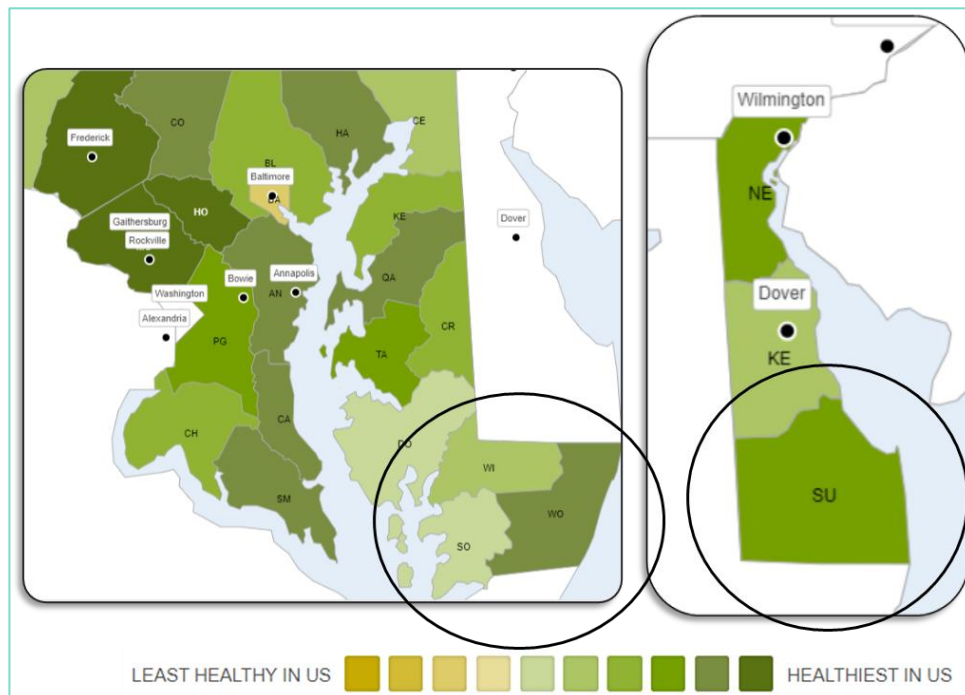 CO
HA
CE
Frederick
BL
Baltimore
HO
KE
Gaithersburg
Rockville
Dover
QA
Washington
Bowie
Annapolis
AN
Alexandria
PG
TA
CR
CA
CH
DO
WI
SM
WO
SO
Wilmington
NE
Dover
KE
SU
LEAST HEALTHY IN US
HEALTHIEST IN US